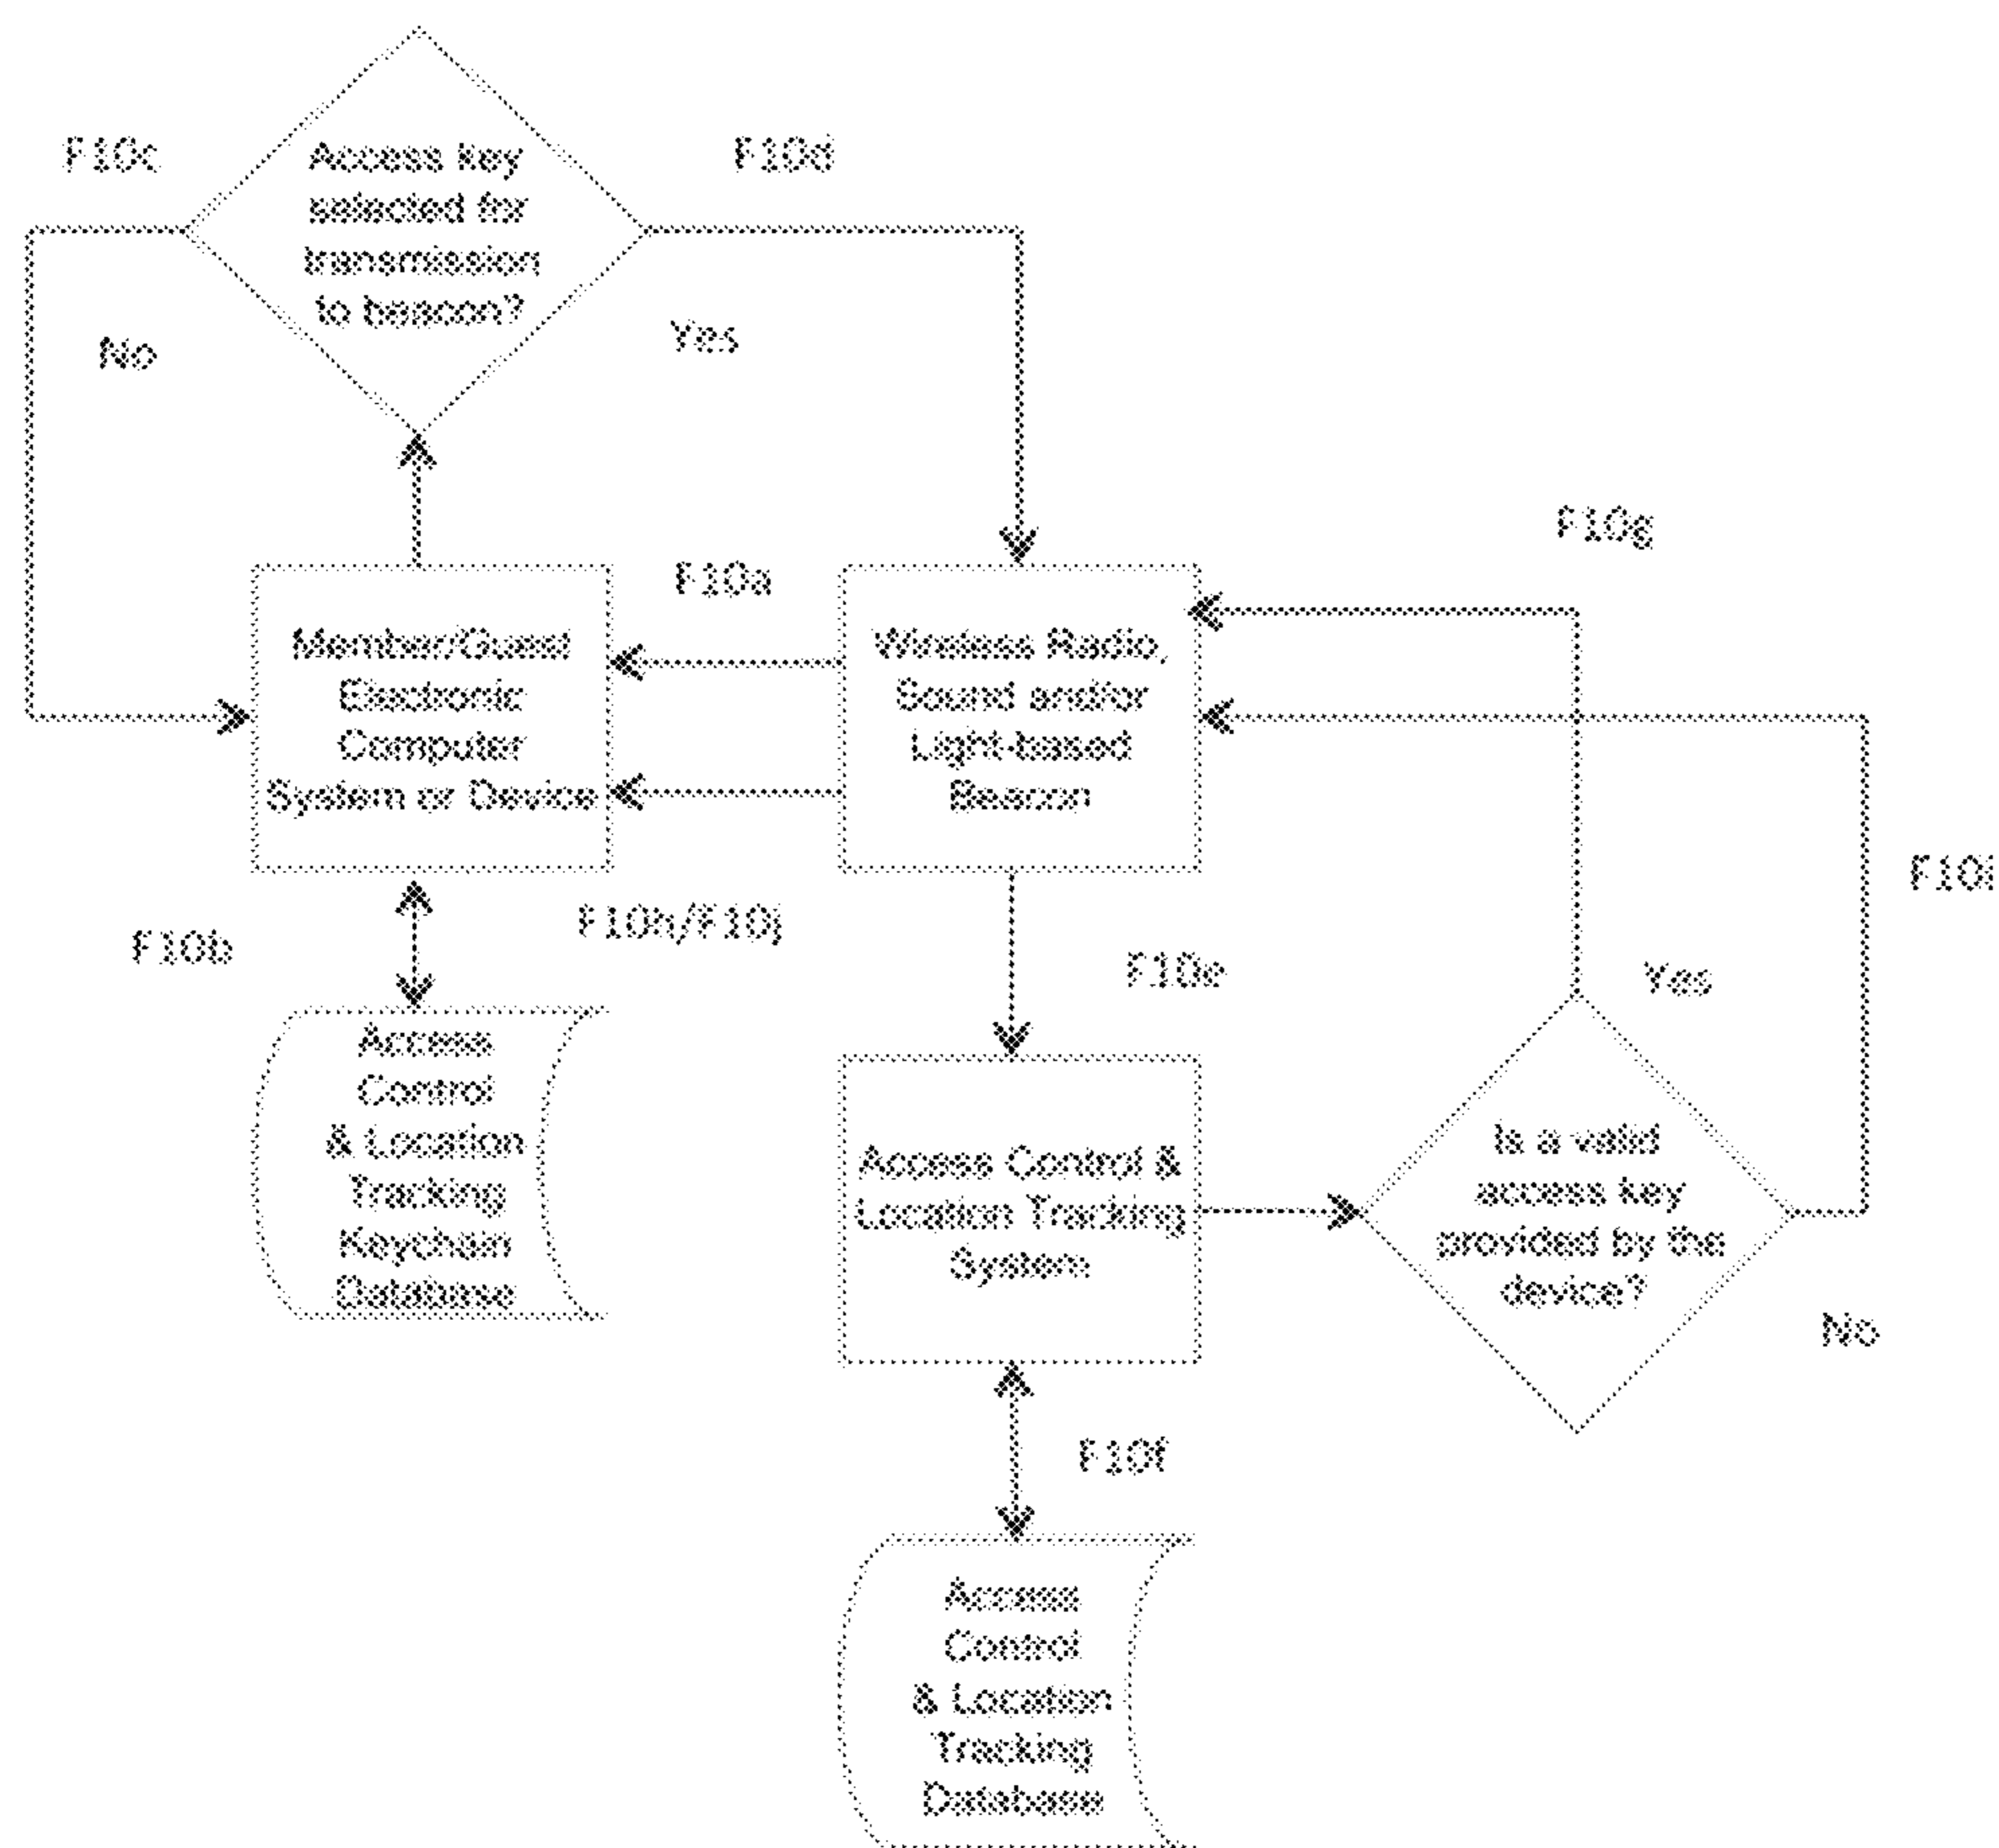 F10c
Access key
selected for
transmission
to beacon?
F10d
No
Yes
F10g
F10a
Member/Guest
Electronic
Computer
System or Device
Wireless Radio,
Sound and/or
Light-based
Beacon
F10i
F10b
F10h/F10j
F10e
Yes
Access
Control
& Location
Tracking
Keychain
Database
Access Control &
Location Tracking
System
Is a valid
access key
provided by the
device?
No
F10f
Access
Control
& Location
Tracking
Database